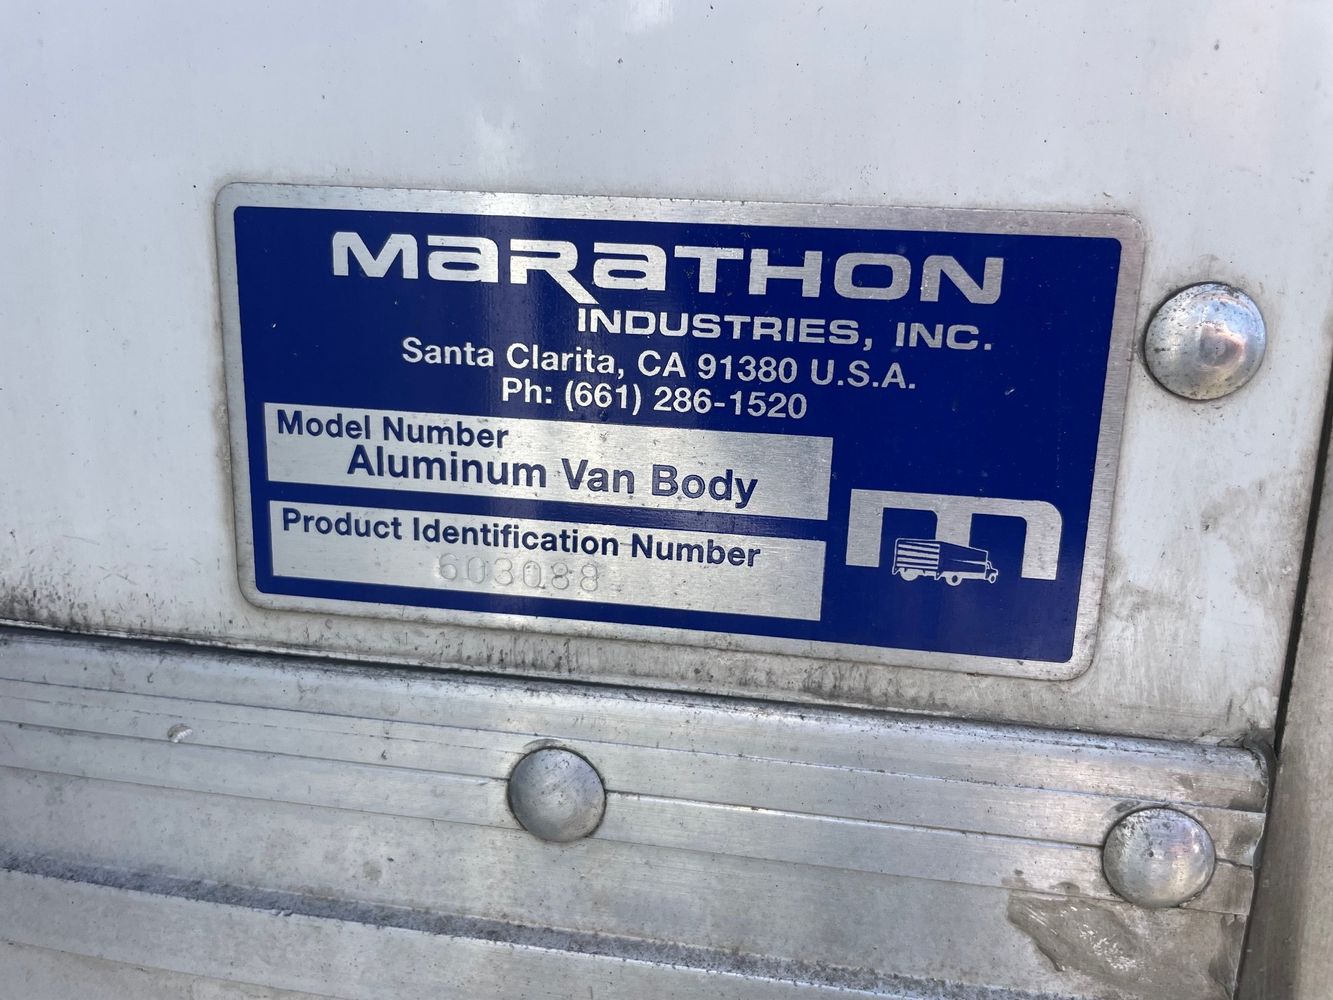 MARATHON
INDUSTRIES, INC.
Santa Clarita, CA 91380 U.S.A.
Ph: (661) 286-1520
Model Number
Aluminum Van Body
Product Identification Number
603088
m